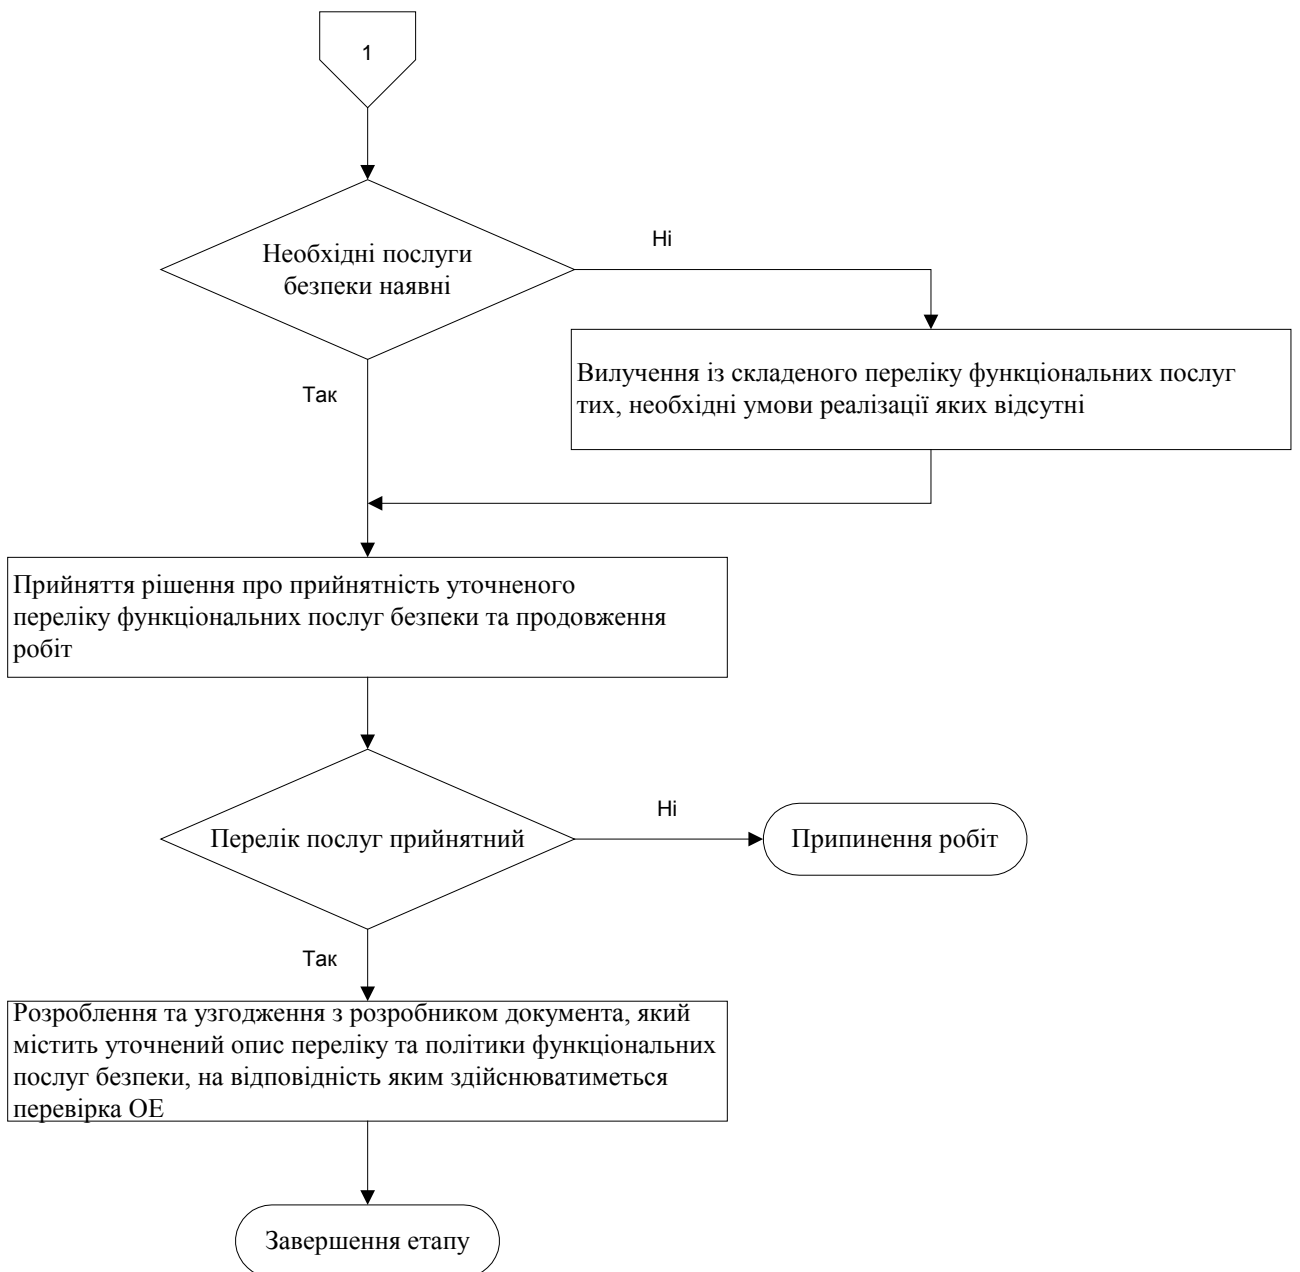 1
Необхідні послуги
безпеки наявні
Ні
Вилучення із складеного переліку функціональних послуг
тих, необхідні умови реалізації яких відсутні
Так
Прийняття рішення про прийнятність уточненого
переліку функціональних послуг безпеки та продовження
робіт
Перелік послуг прийнятний
Ні
Припинення робіт
Так
Розроблення та узгодження з розробником документа, який
містить уточнений опис переліку та політики функціональних
послуг безпеки, на відповідність яким здійснюватиметься
перевірка ОЕ
Завершення етапу